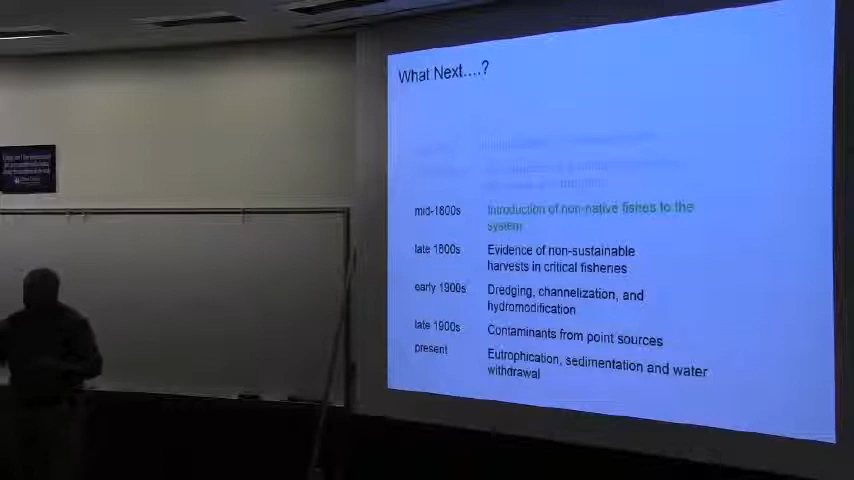 What Next....?
mid-1800s Introduction of non-native fishes to the
system
late 1800s Evidence of non-sustainable
harvests in critical fisheries
early 1900s Dredging, channelization, and
hydromodification
late 1900s Contaminants from point sources
present Eutrophication, sedimentation and water
withdrawal